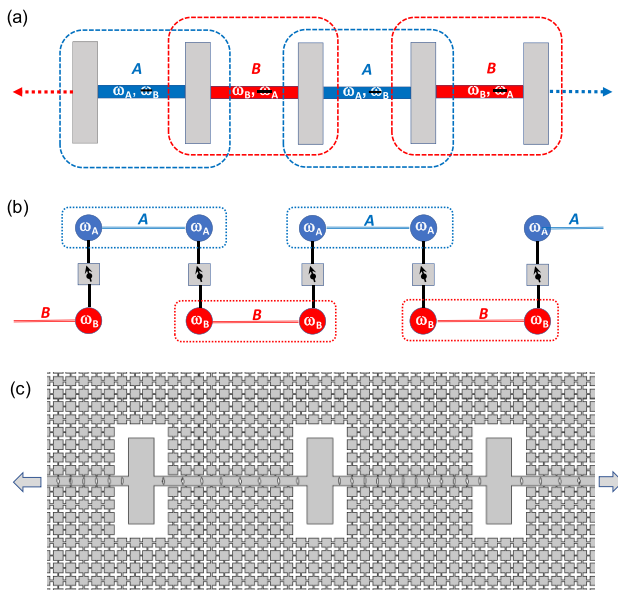 (a)
A B A B
ω_A, ω_B ω_B, ω_A ω_A, ω_B ω_B, ω_A
(b)
ω_A A ω_A ω_A A ω_A ω_A A
B ω_B ω_B B ω_B ω_B B ω_B
(c)